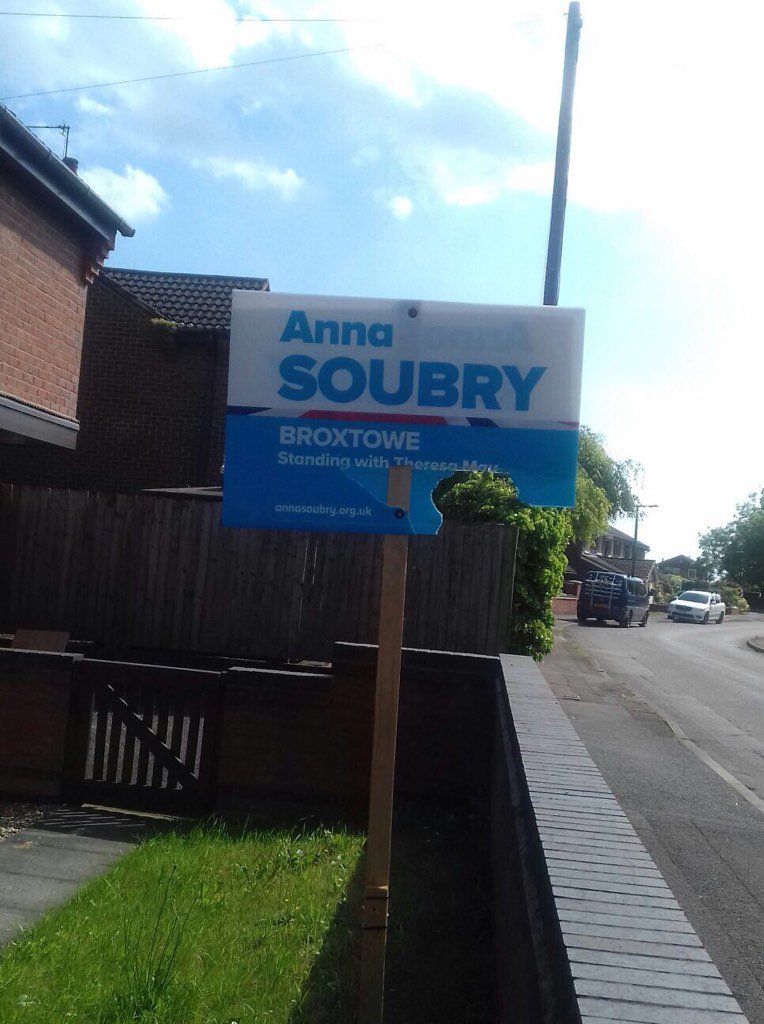 Anna
SOUBRY
BROXTOWE
Standing with Theresa May
annasoubry.org.uk